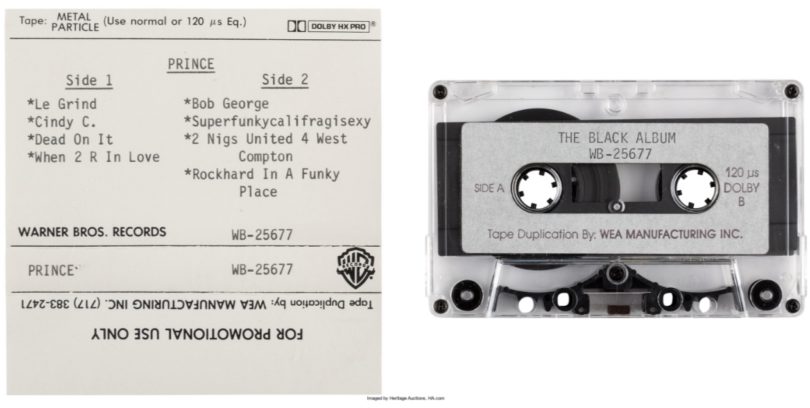 Tape: METAL PARTICLE (Use normal or 120 µs Eq.) DOLBY HX PRO®
PRINCE
Side 1
*Le Grind
*Cindy C.
*Dead On It
*When 2 R In Love
Side 2
*Bob George
*Superfunkycalifragisexy
*2 Nigs United 4 West
Compton
*Rockhard In A Funky
Place
WARNER BROS. RECORDS WB-25677
PRINCE WB-25677
Tape Duplication by: WEA MANUFACTURING INC. (717) 383-2471
FOR PROMOTIONAL USE ONLY
THE BLACK ALBUM
WB-25677
SIDE A
120 µs
DOLBY
B
Tape Duplication By: WEA MANUFACTURING INC.
Imaged by Heritage Auctions, HA.com